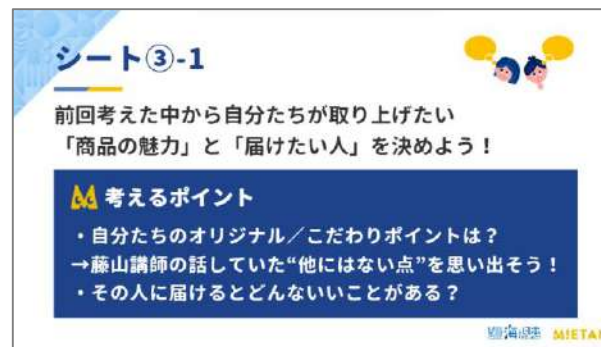 シート③-1
前回考えた中から自分たちが取り上げたい
「商品の魅力」と「届けたい人」を決めよう！
考えるポイント
・自分たちのオリジナル／こだわりポイントは？
→藤山講師の話していた“他にはない点”を思い出そう！
・その人に届けるとどんないいことがある？